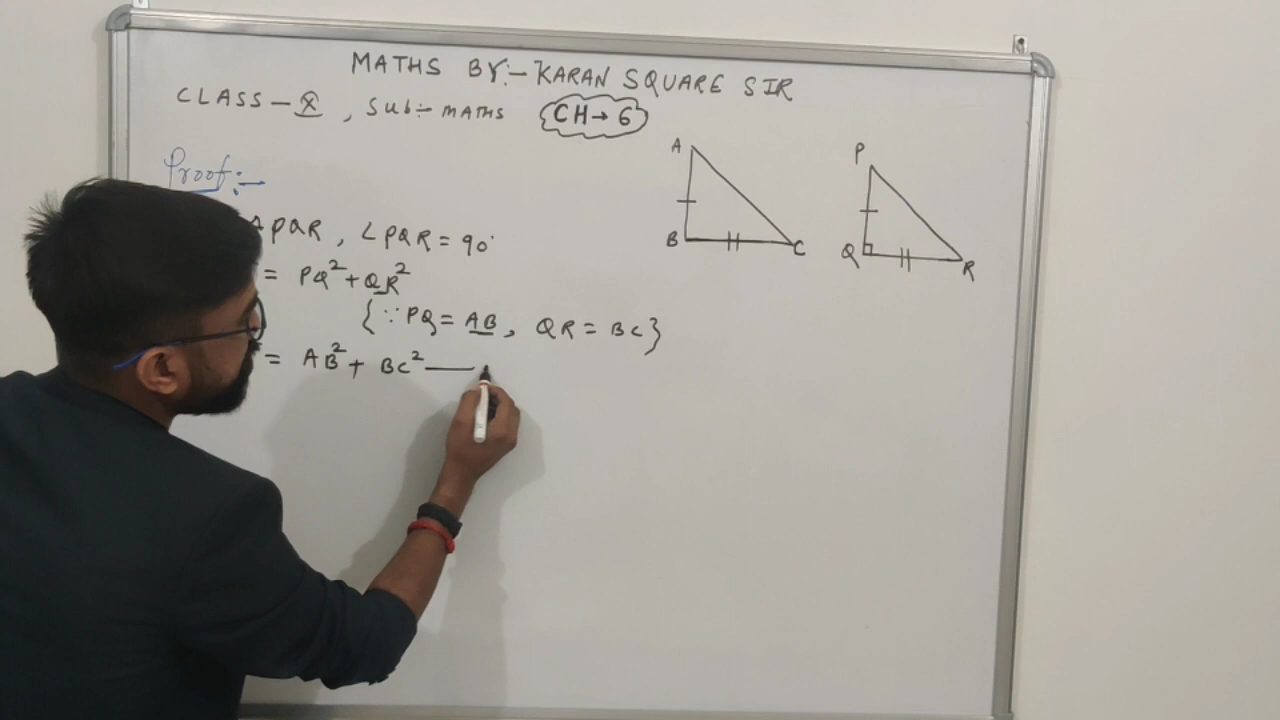 MATHS BY:- KARAN SQUARE SIR
CLASS - X , Sub:- MATHS CH→6
Proof:-
A
P
△PQR , ∠PQR = 90°
B
C
Q
R
= PQ²+QR²
{∵PQ = AB, QR = BC}
= AB²+ BC² —